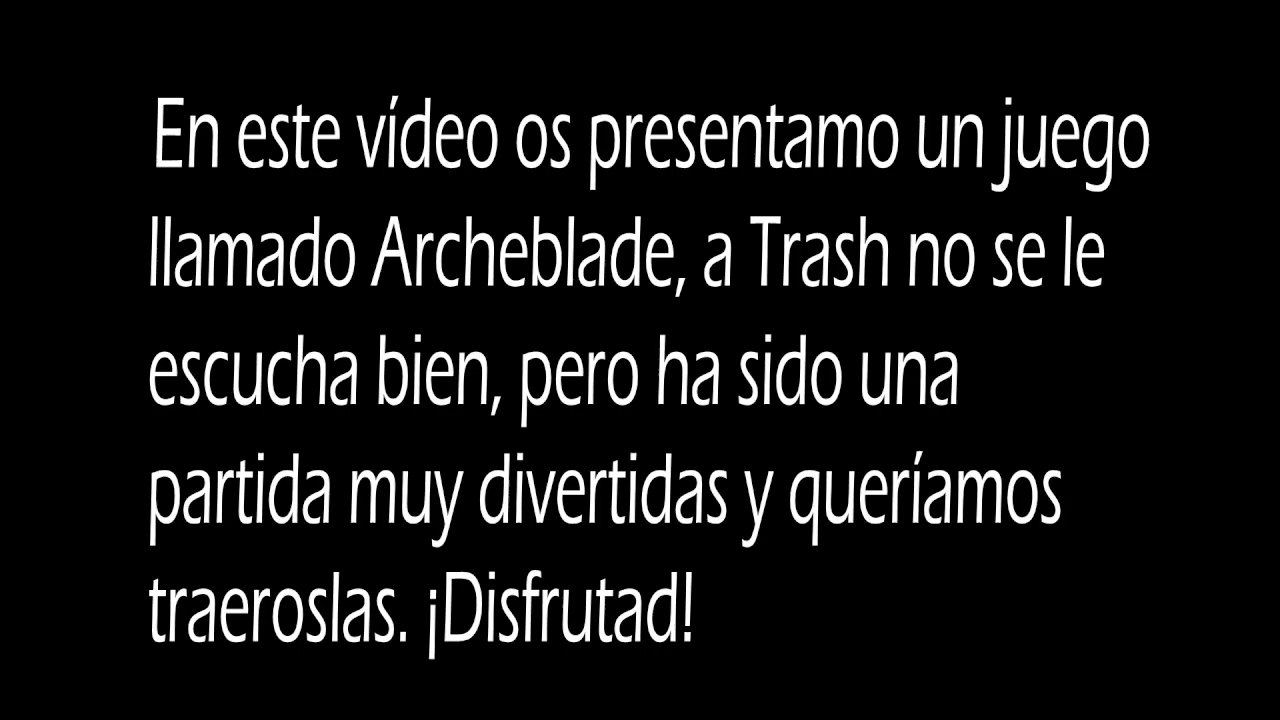 En este vídeo os presentamo un juego
llamado Archeblade, a Trash no se le
escucha bien, pero ha sido una
partida muy divertidas y queríamos
traeroslas. ¡Disfrutad!